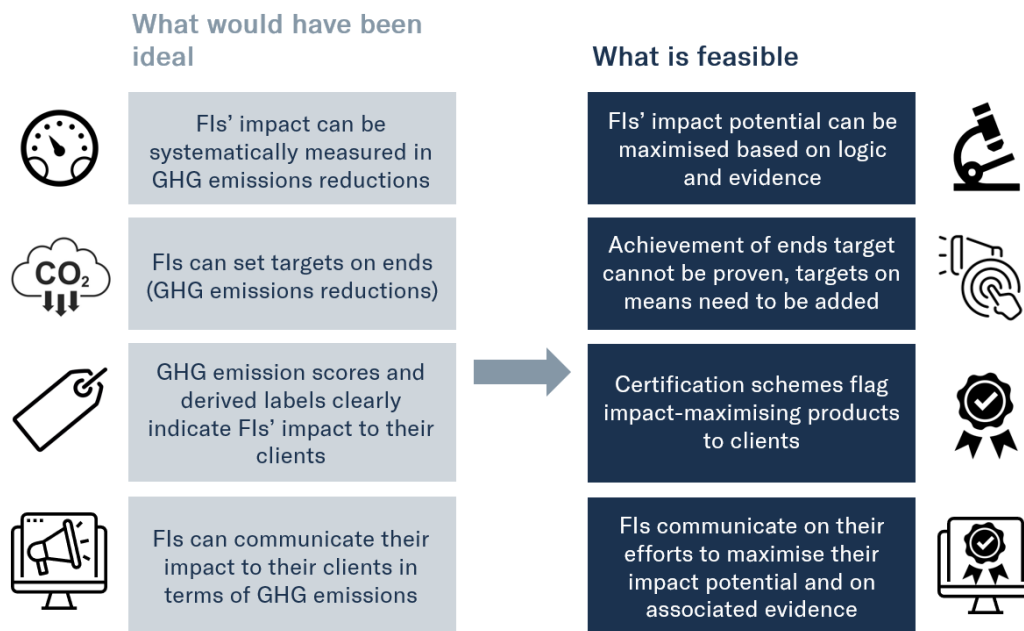 What would have been
ideal
What is feasible
FIs' impact can be
systematically measured in
GHG emissions reductions
FIs' impact potential can be
maximised based on logic
and evidence
CO₂
FIs can set targets on ends
(GHG emissions reductions)
Achievement of ends target
cannot be proven, targets on
means need to be added
GHG emission scores and
derived labels clearly
indicate FIs' impact to their
clients
Certification schemes flag
impact-maximising products
to clients
FIs can communicate their
impact to their clients in
terms of GHG emissions
FIs communicate on their
efforts to maximise their
impact potential and on
associated evidence